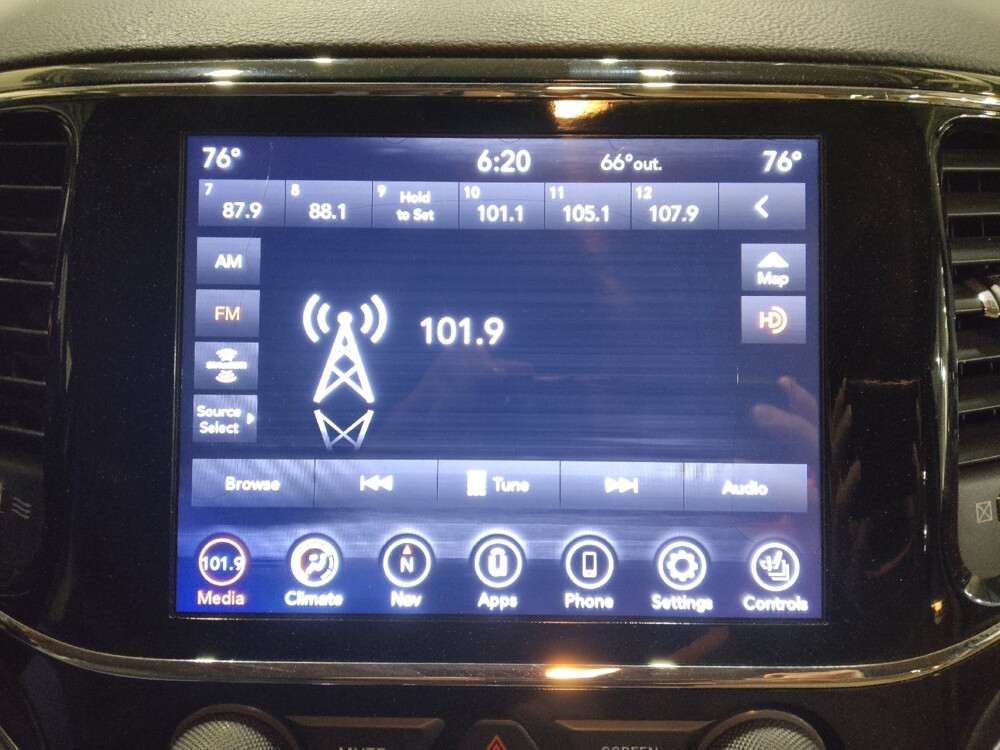 76° 6:20 66° out. 76°
7 8 9 Hold 10 11 12
87.9 88.1 to Set 101.1 105.1 107.9
AM
Map
FM
HD
101.9
Source
Select
Browse Tune Audio
101.9 N
Media Climate Nav Apps Phone Settings Controls
MUTE SCREEN